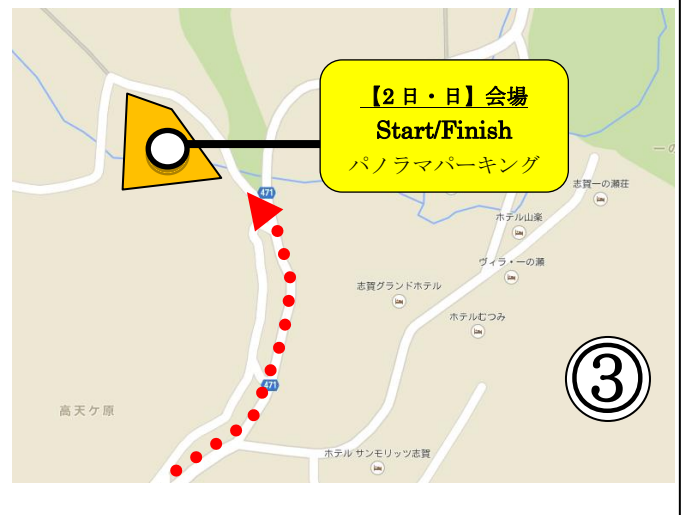 【2日・日】会場
Start/Finish
パノラマパーキング
一の
志賀一の瀬荘
471
ホテル山楽
ヴィラ・一の瀬
志賀グランドホテル
ホテルむつみ
③
471
高天ケ原
ホテル サンモリッツ志賀